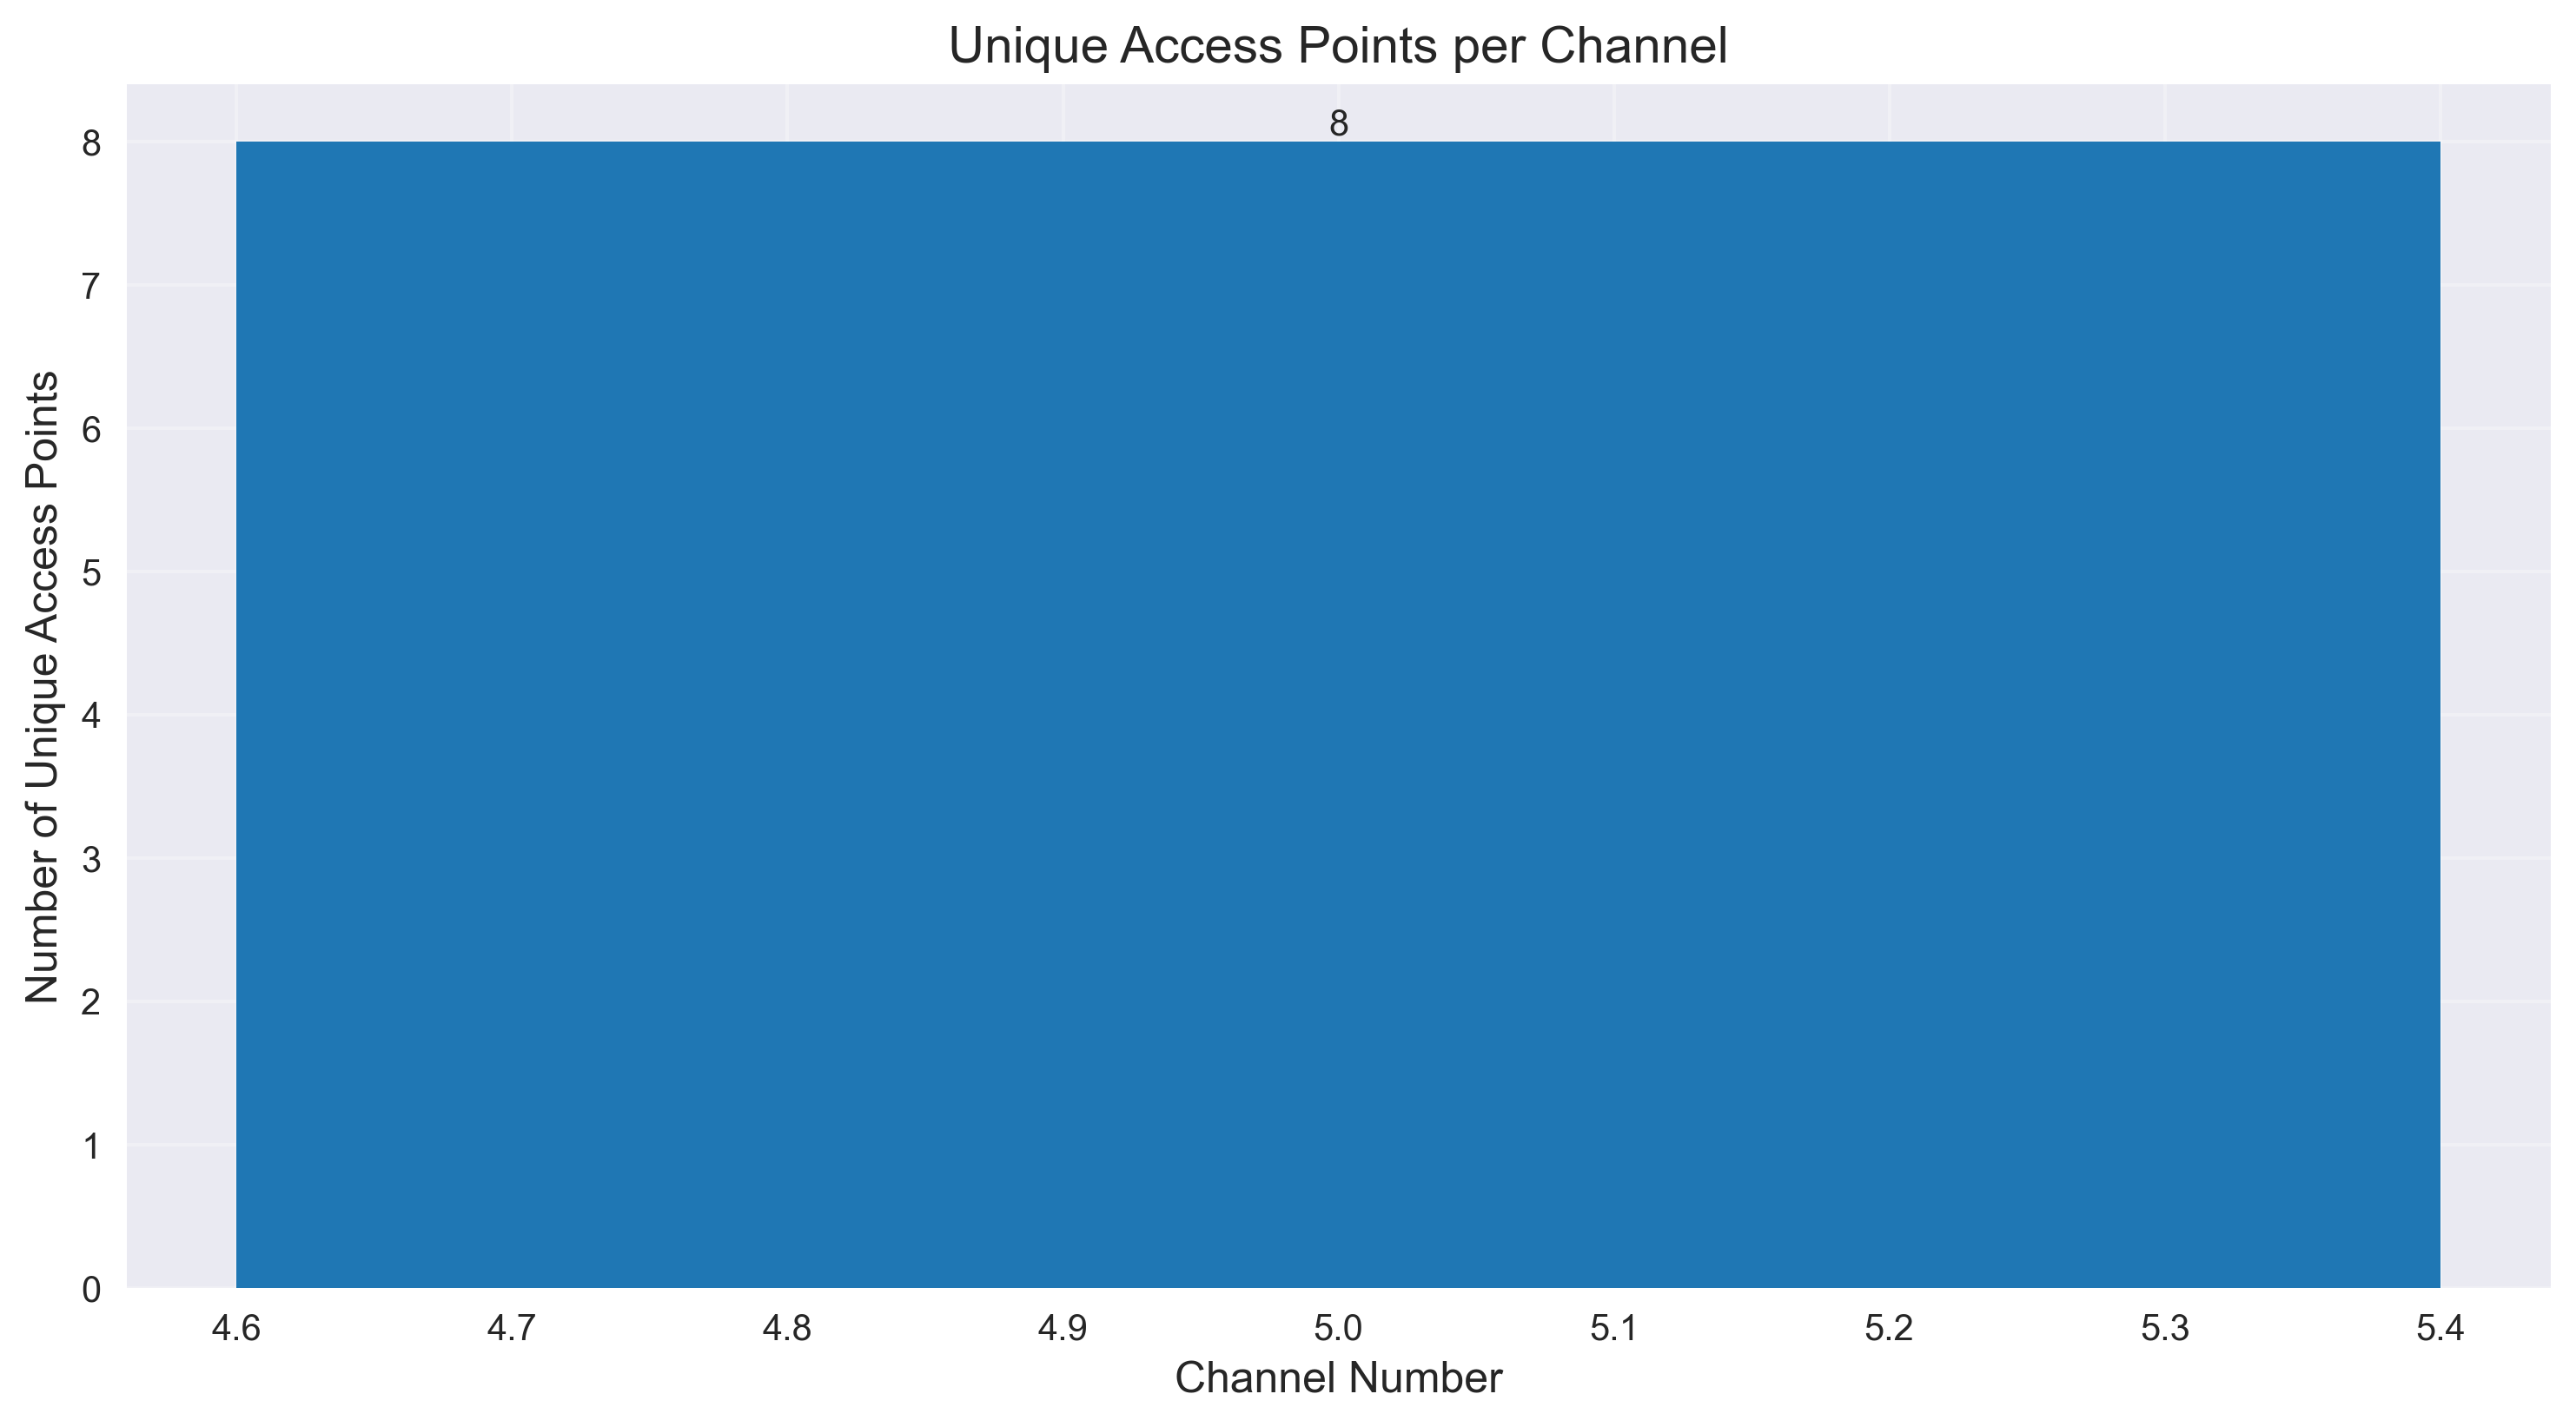 Unique Access Points per Channel
8
8
7
6
5
4
3
2
1
0
Number of Unique Access Points
4.6 4.7 4.8 4.9 5.0 5.1 5.2 5.3 5.4
Channel Number